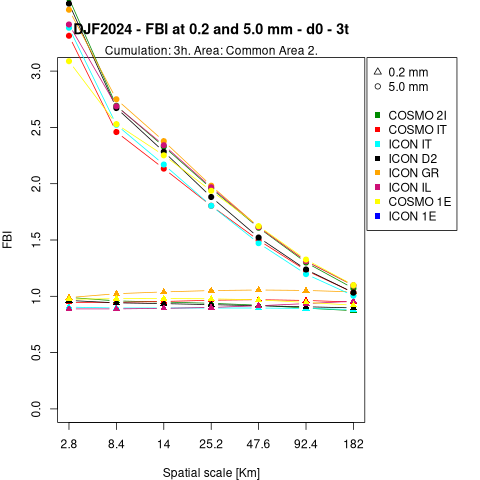 DJF2024 - FBI at 0.2 and 5.0 mm - d0 - 3t
Cumulation: 3h. Area: Common Area 2.
FBI
3.0
2.5
2.0
1.5
1.0
0.5
0.0
2.8 8.4 14 25.2 47.6 92.4 182
Spatial scale [Km]
0.2 mm
5.0 mm
COSMO 2I
COSMO IT
ICON IT
ICON D2
ICON GR
ICON IL
COSMO 1E
ICON 1E